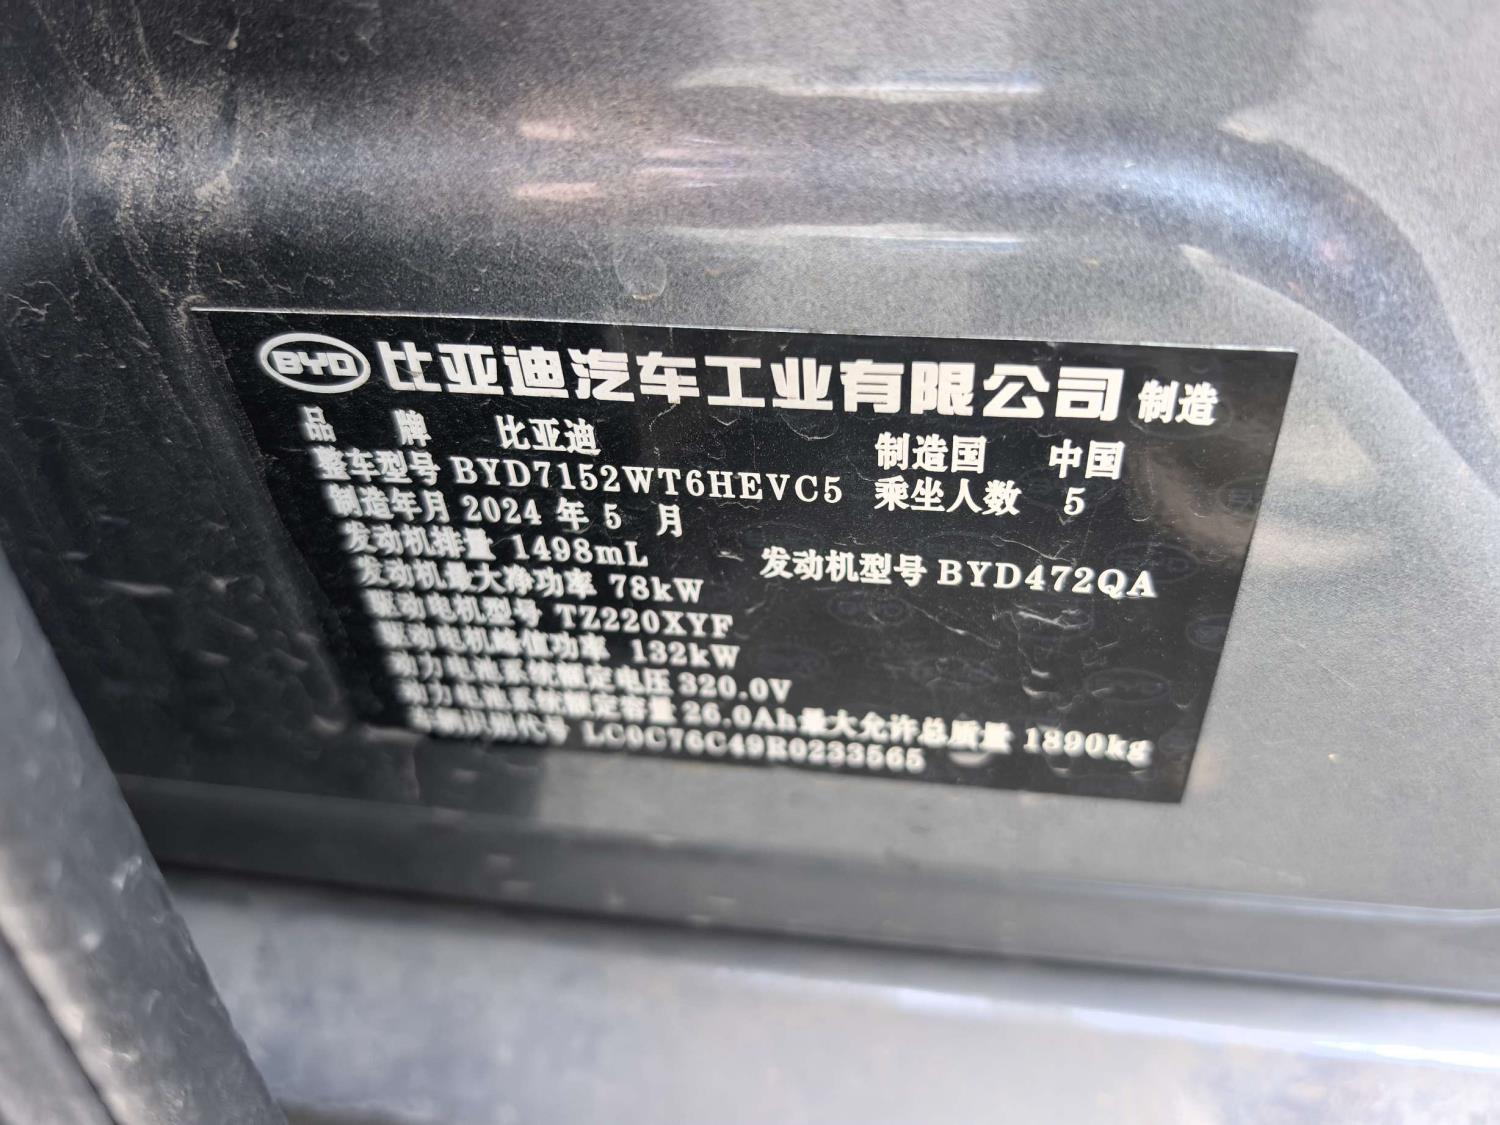 BYD 比亚迪汽车工业有限公司 制造
品 牌 比亚迪 制造国 中国
整车型号 BYD7152WT6HEVC5 乘坐人数 5
制造年月 2024 年 5 月
发动机排量 1498mL 发动机型号 BYD472QA
发动机最大净功率 78kW
驱动电机型号 TZ220XYF
驱动电机峰值功率 132kW
动力电池系统额定电压 320.0V
动力电池系统额定容量 26.0Ah 最大允许总质量 1890kg
车辆识别代号 LC0C76C49R0233565